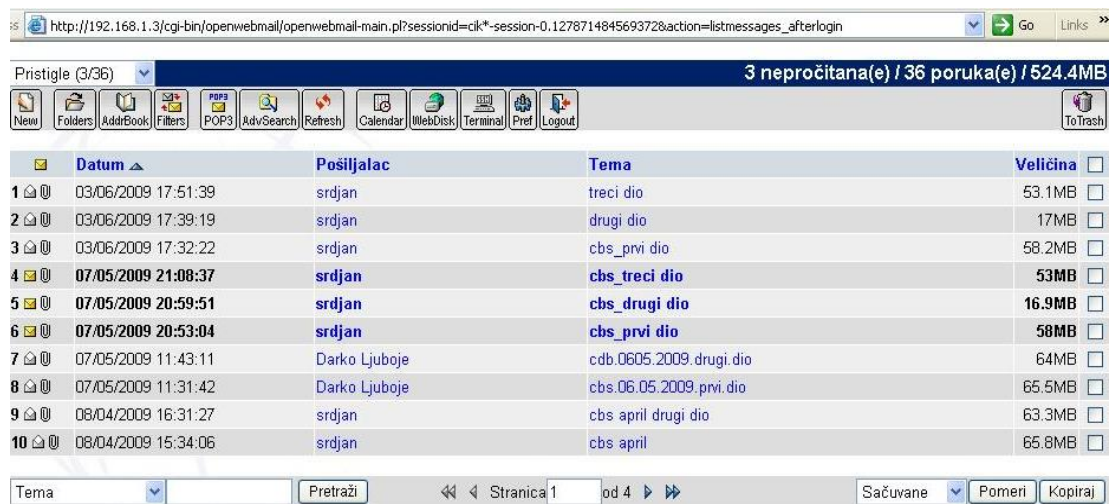 ss http://192.168.1.3/cgi-bin/openwebmail/openwebmail-main.pl?sessionid=cik*-session-0.127871484569372&action=listmessages_afterlogin Go Links »
Pristigle (3/36) 3 nepročitana(e) / 36 poruka(e) / 524.4MB
New Folders AddrBook Filters POP3 POP3 AdvSearch Refresh Calendar WebDisk Terminal Pref Logout ToTrash
Datum Pošiljalac Tema Veličina
1 03/06/2009 17:51:39 srdjan treci dio 53.1MB
2 03/06/2009 17:39:19 srdjan drugi dio 17MB
3 03/06/2009 17:32:22 srdjan cbs_prvi dio 58.2MB
4 07/05/2009 21:08:37 srdjan cbs_treci dio 53MB
5 07/05/2009 20:59:51 srdjan cbs_drugi dio 16.9MB
6 07/05/2009 20:53:04 srdjan cbs_prvi dio 58MB
7 07/05/2009 11:43:11 Darko Ljuboje cdb.0605.2009.drugi.dio 64MB
8 07/05/2009 11:31:42 Darko Ljuboje cbs.06.05.2009.prvi.dio 65.5MB
9 08/04/2009 16:31:27 srdjan cbs april drugi dio 63.3MB
10 08/04/2009 15:34:06 srdjan cbs april 65.8MB
Tema Pretraži Stranica 1 od 4 Sačuvane Pomeri Kopiraj